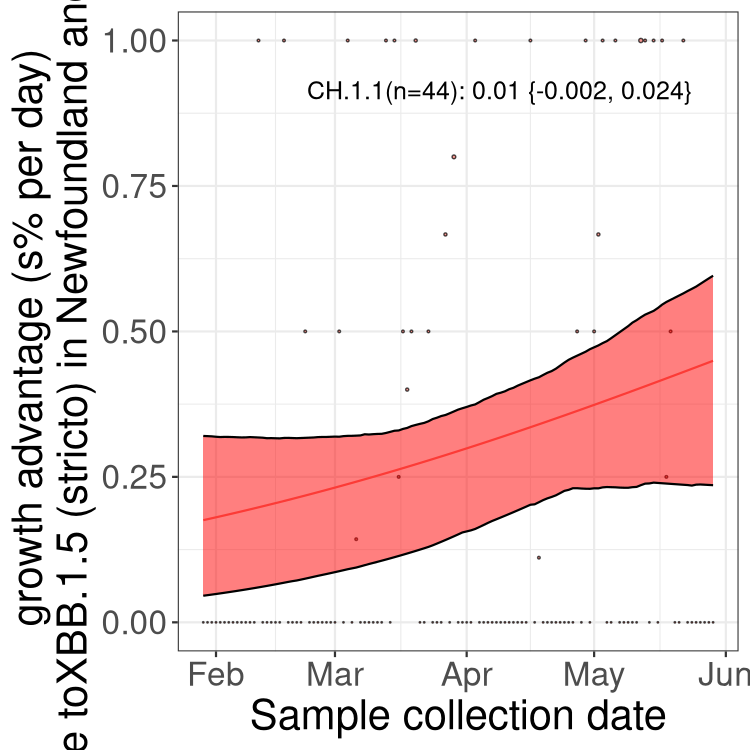 growth advantage (s% per day)
toXBB.1.5 (stricto) in Newfoundland
1.00
0.75
0.50
0.25
0.00
CH.1.1(n=44): 0.01 {-0.002, 0.024}
Feb Mar Apr May Jun
Sample collection date